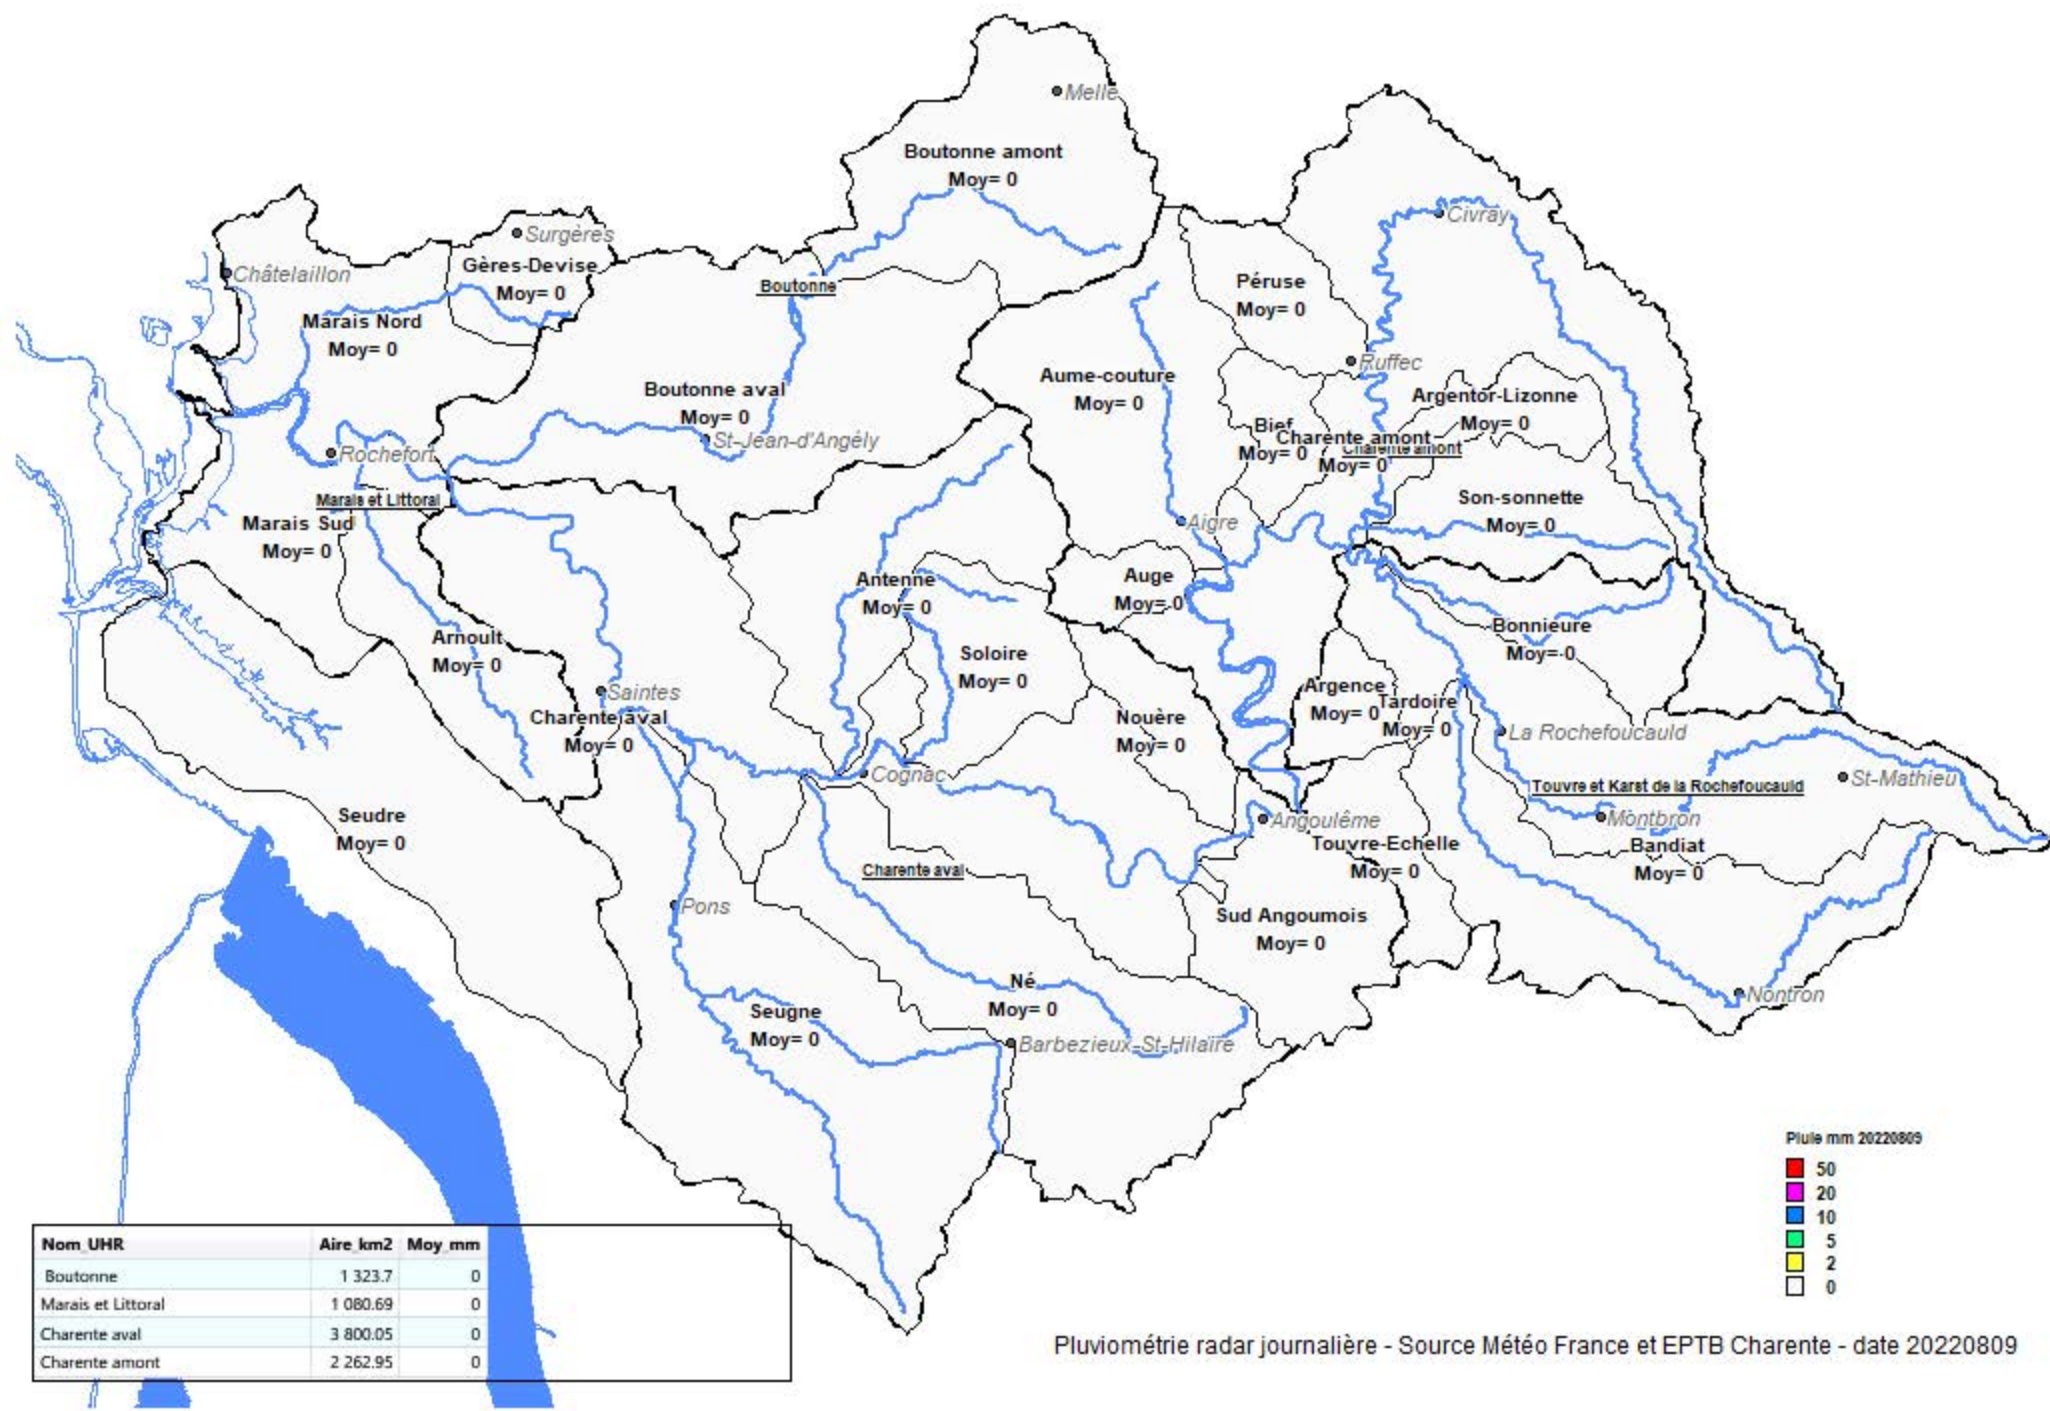 Melle
Boutonne amont
Moy= 0
Civray
Surgères
Châtelaillon
Gères-Devise
Moy= 0
Boutonne
Péruse
Moy= 0
Marais Nord
Moy= 0
Ruffec
Boutonne aval
Moy= 0
Aume-couture
Moy= 0
Argentor-Lizonne
Moy= 0
St-Jean-d'Angély
Bief
Moy= 0
Charente amont
Moy= 0
Charente amont
Rochefort
Marais et Littoral
Marais Sud
Moy= 0
Son-sonnette
Moy= 0
Aigre
Antenne
Moy= 0
Auge
Moy= 0
Arnoult
Moy= 0
Soloire
Moy= 0
Bonnieure
Moy= 0
Saintes
Charente aval
Moy= 0
Nouère
Moy= 0
Argence
Moy= 0
Tardoire
Moy= 0
La Rochefoucauld
Cognac
Touvre et Karst de la Rochefoucauld
St-Mathieu
Seudre
Moy= 0
Angoulême
Montbron
Touvre-Echelle
Moy= 0
Bandiat
Moy= 0
Charente aval
Pons
Sud Angoumois
Moy= 0
Né
Moy= 0
Nontron
Seugne
Moy= 0
Barbezieux-St-Hilaire
Pluie mm 20220809
50
20
10
5
2
0
Nom_UHR Aire_km2 Moy_mm
Boutonne 1 323.7 0
Marais et Littoral 1 080.69 0
Charente aval 3 800.05 0
Charente amont 2 262.95 0
Pluviométrie radar journalière - Source Météo France et EPTB Charente - date 20220809